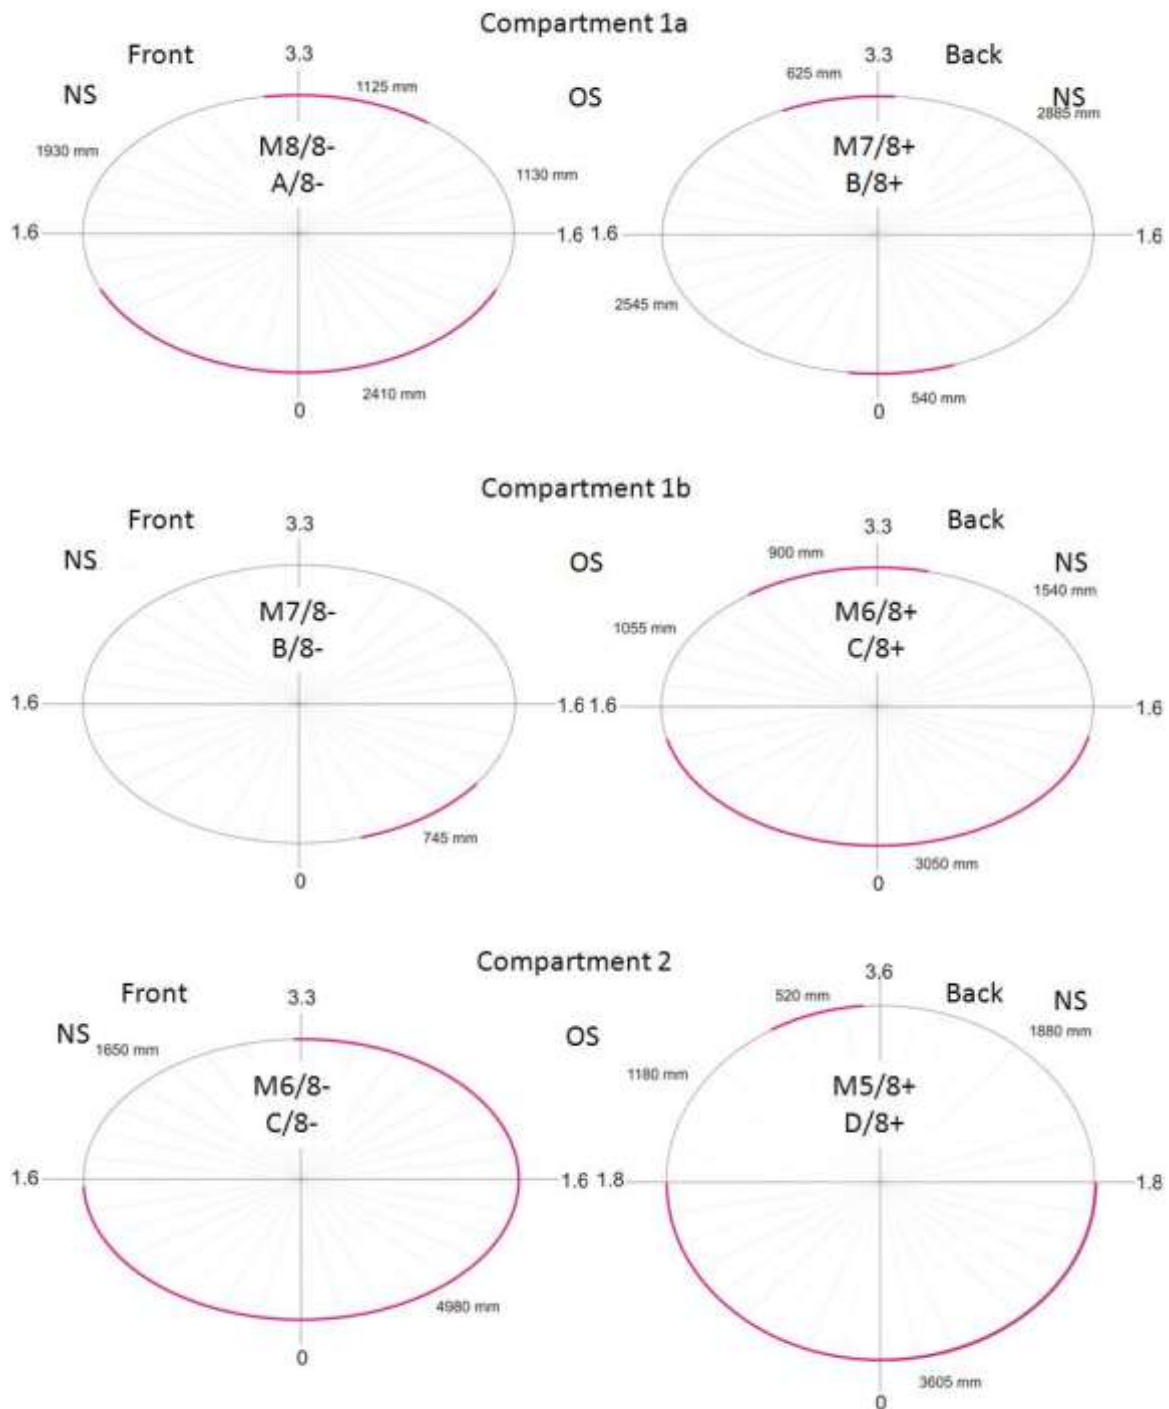 Compartment 1a
Front
3.3
1125 mm
NS
OS
1930 mm
M8/8-
A/8-
1130 mm
1.6
1.6
2410 mm
0
625 mm
3.3
Back
NS
2885 mm
M7/8+
B/8+
1.6
1.6
2545 mm
540 mm
0
Compartment 1b
Front
3.3
NS
OS
M7/8-
B/8-
1.6
1.6
745 mm
0
3.3
Back
900 mm
NS
1540 mm
1055 mm
M6/8+
C/8+
1.6
1.6
3050 mm
0
Compartment 2
Front
3.3
NS
OS
1650 mm
M6/8-
C/8-
1.6
1.6
4980 mm
0
3.6
520 mm
Back
NS
1880 mm
1180 mm
M5/8+
D/8+
1.8
1.8
3605 mm
0